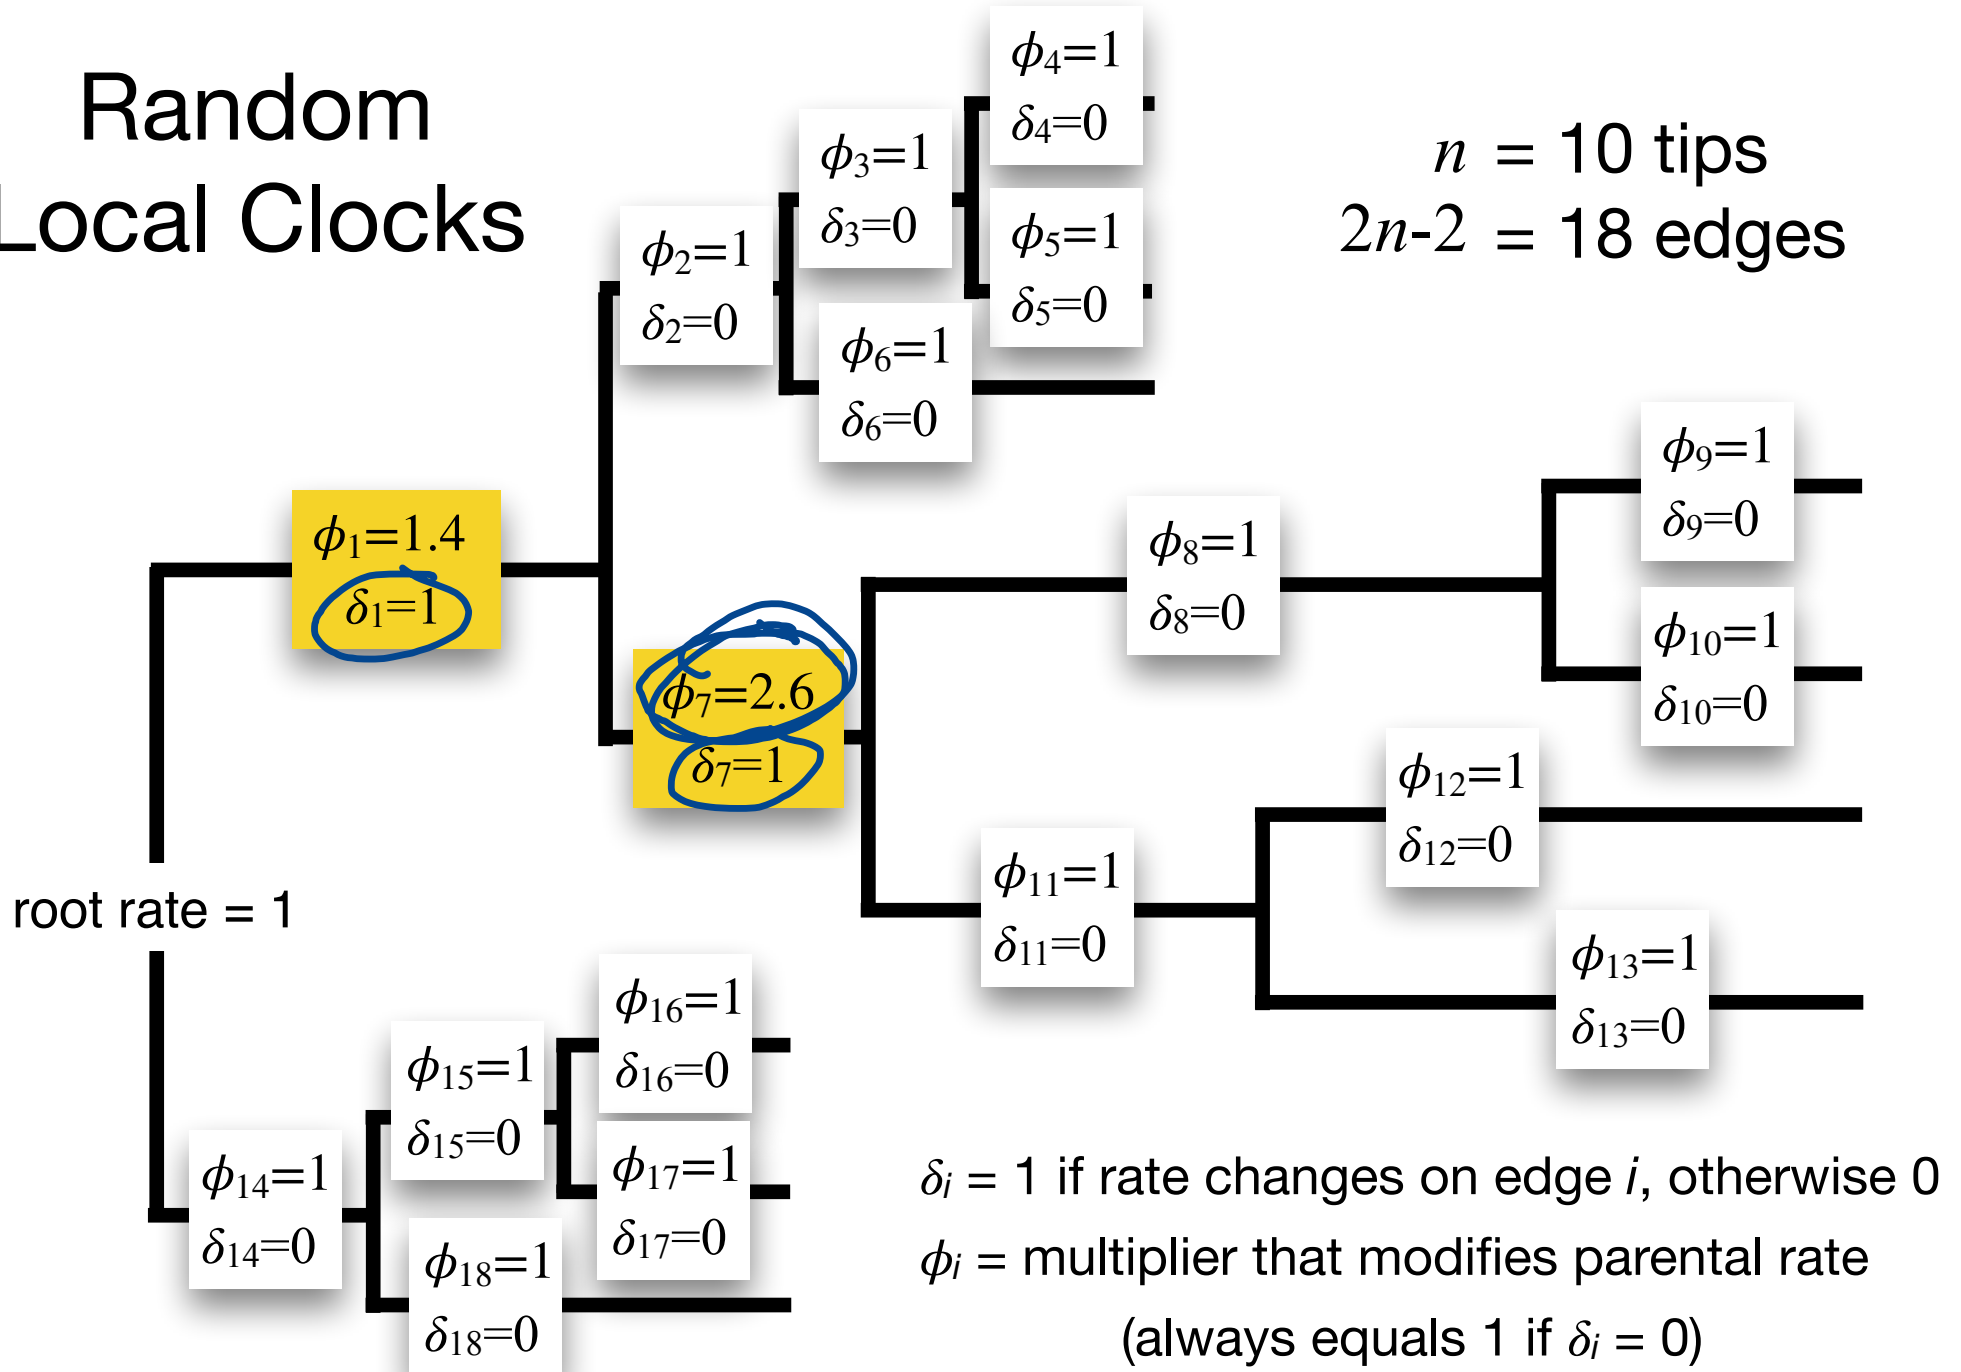 Random
Local Clocks
n = 10 tips
2n-2 = 18 edges
ϕ4=1
δ4=0
ϕ3=1
δ3=0
ϕ5=1
δ5=0
ϕ2=1
δ2=0
ϕ6=1
δ6=0
ϕ9=1
δ9=0
ϕ1=1.4
δ1=1
ϕ8=1
δ8=0
ϕ10=1
δ10=0
ϕ7=2.6
δ7=1
ϕ12=1
δ12=0
ϕ11=1
δ11=0
root rate = 1
ϕ13=1
δ13=0
ϕ16=1
δ16=0
ϕ15=1
δ15=0
ϕ17=1
δ17=0
ϕ14=1
δ14=0
ϕ18=1
δ18=0
δi = 1 if rate changes on edge i, otherwise 0
ϕi = multiplier that modifies parental rate
(always equals 1 if δi = 0)